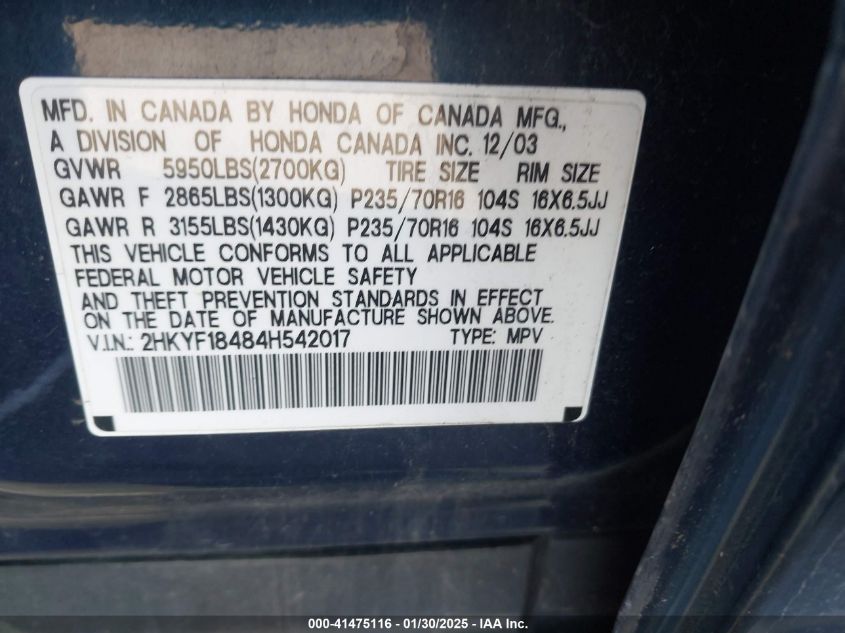 MFD. IN CANADA BY HONDA OF CANADA MFG.,
A DIVISION OF HONDA CANADA INC. 12/03
GVWR 5950LBS(2700KG) TIRE SIZE RIM SIZE
GAWR F 2865LBS(1300KG) P235/70R16 104S 16X6.5JJ
GAWR R 3155LBS(1430KG) P235/70R16 104S 16X6.5JJ
THIS VEHICLE CONFORMS TO ALL APPLICABLE
FEDERAL MOTOR VEHICLE SAFETY
AND THEFT PREVENTION STANDARDS IN EFFECT
ON THE DATE OF MANUFACTURE SHOWN ABOVE.
V.I.N.: 2HKYF18484H542017 TYPE: MPV
000-41475116 - 01/30/2025 - IAA Inc.